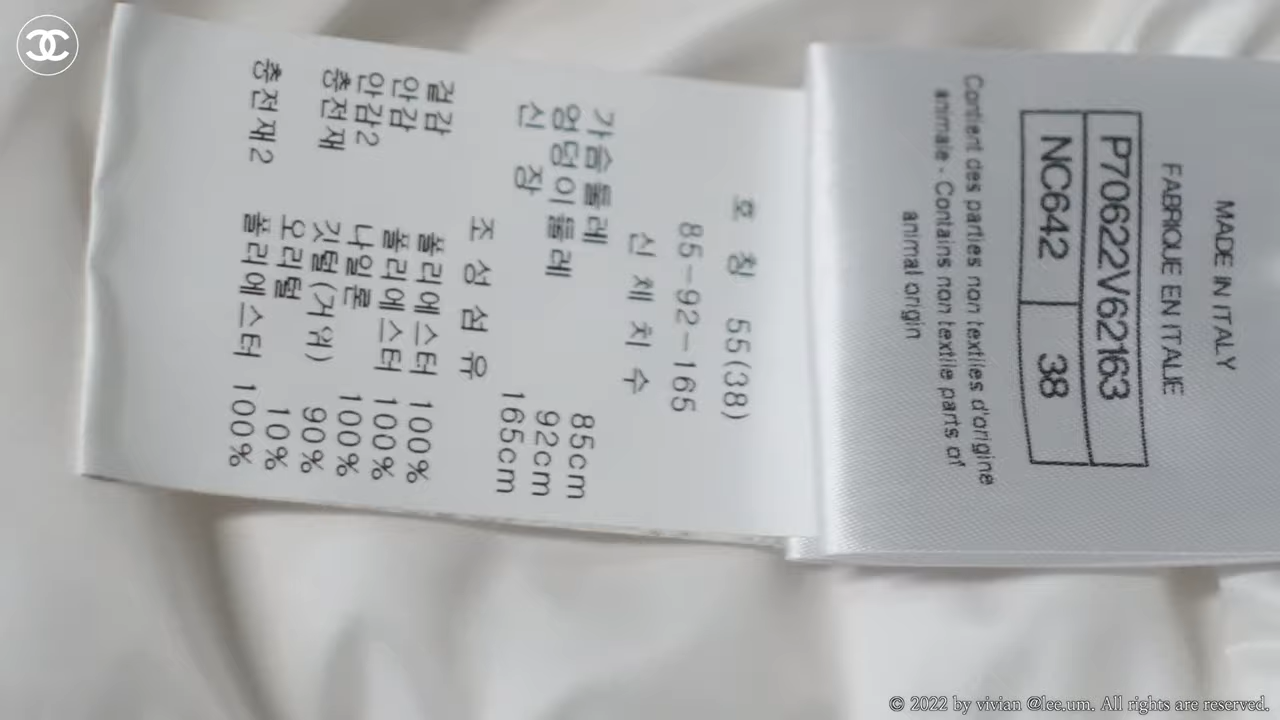 MADE IN ITALY
FABRIQUE EN ITALIE
P70622V62163
NC642 38
Contient des parties non textiles d'origine
animale - Contains non textile parts of
animal origin
호 칭 55(38)
85-92-165
신 체 치 수
가슴둘레 85cm
엉덩이둘레 92cm
신 장 165cm
조 성 섬 유
겉감 폴리에스터 100%
안감 폴리에스터 100%
안감2 나일론 100%
충전재 깃털(거위) 90%
오리털 10%
충전재2 폴리에스터 100%
© 2022 by vivian @lee.um. All rights are reserved.